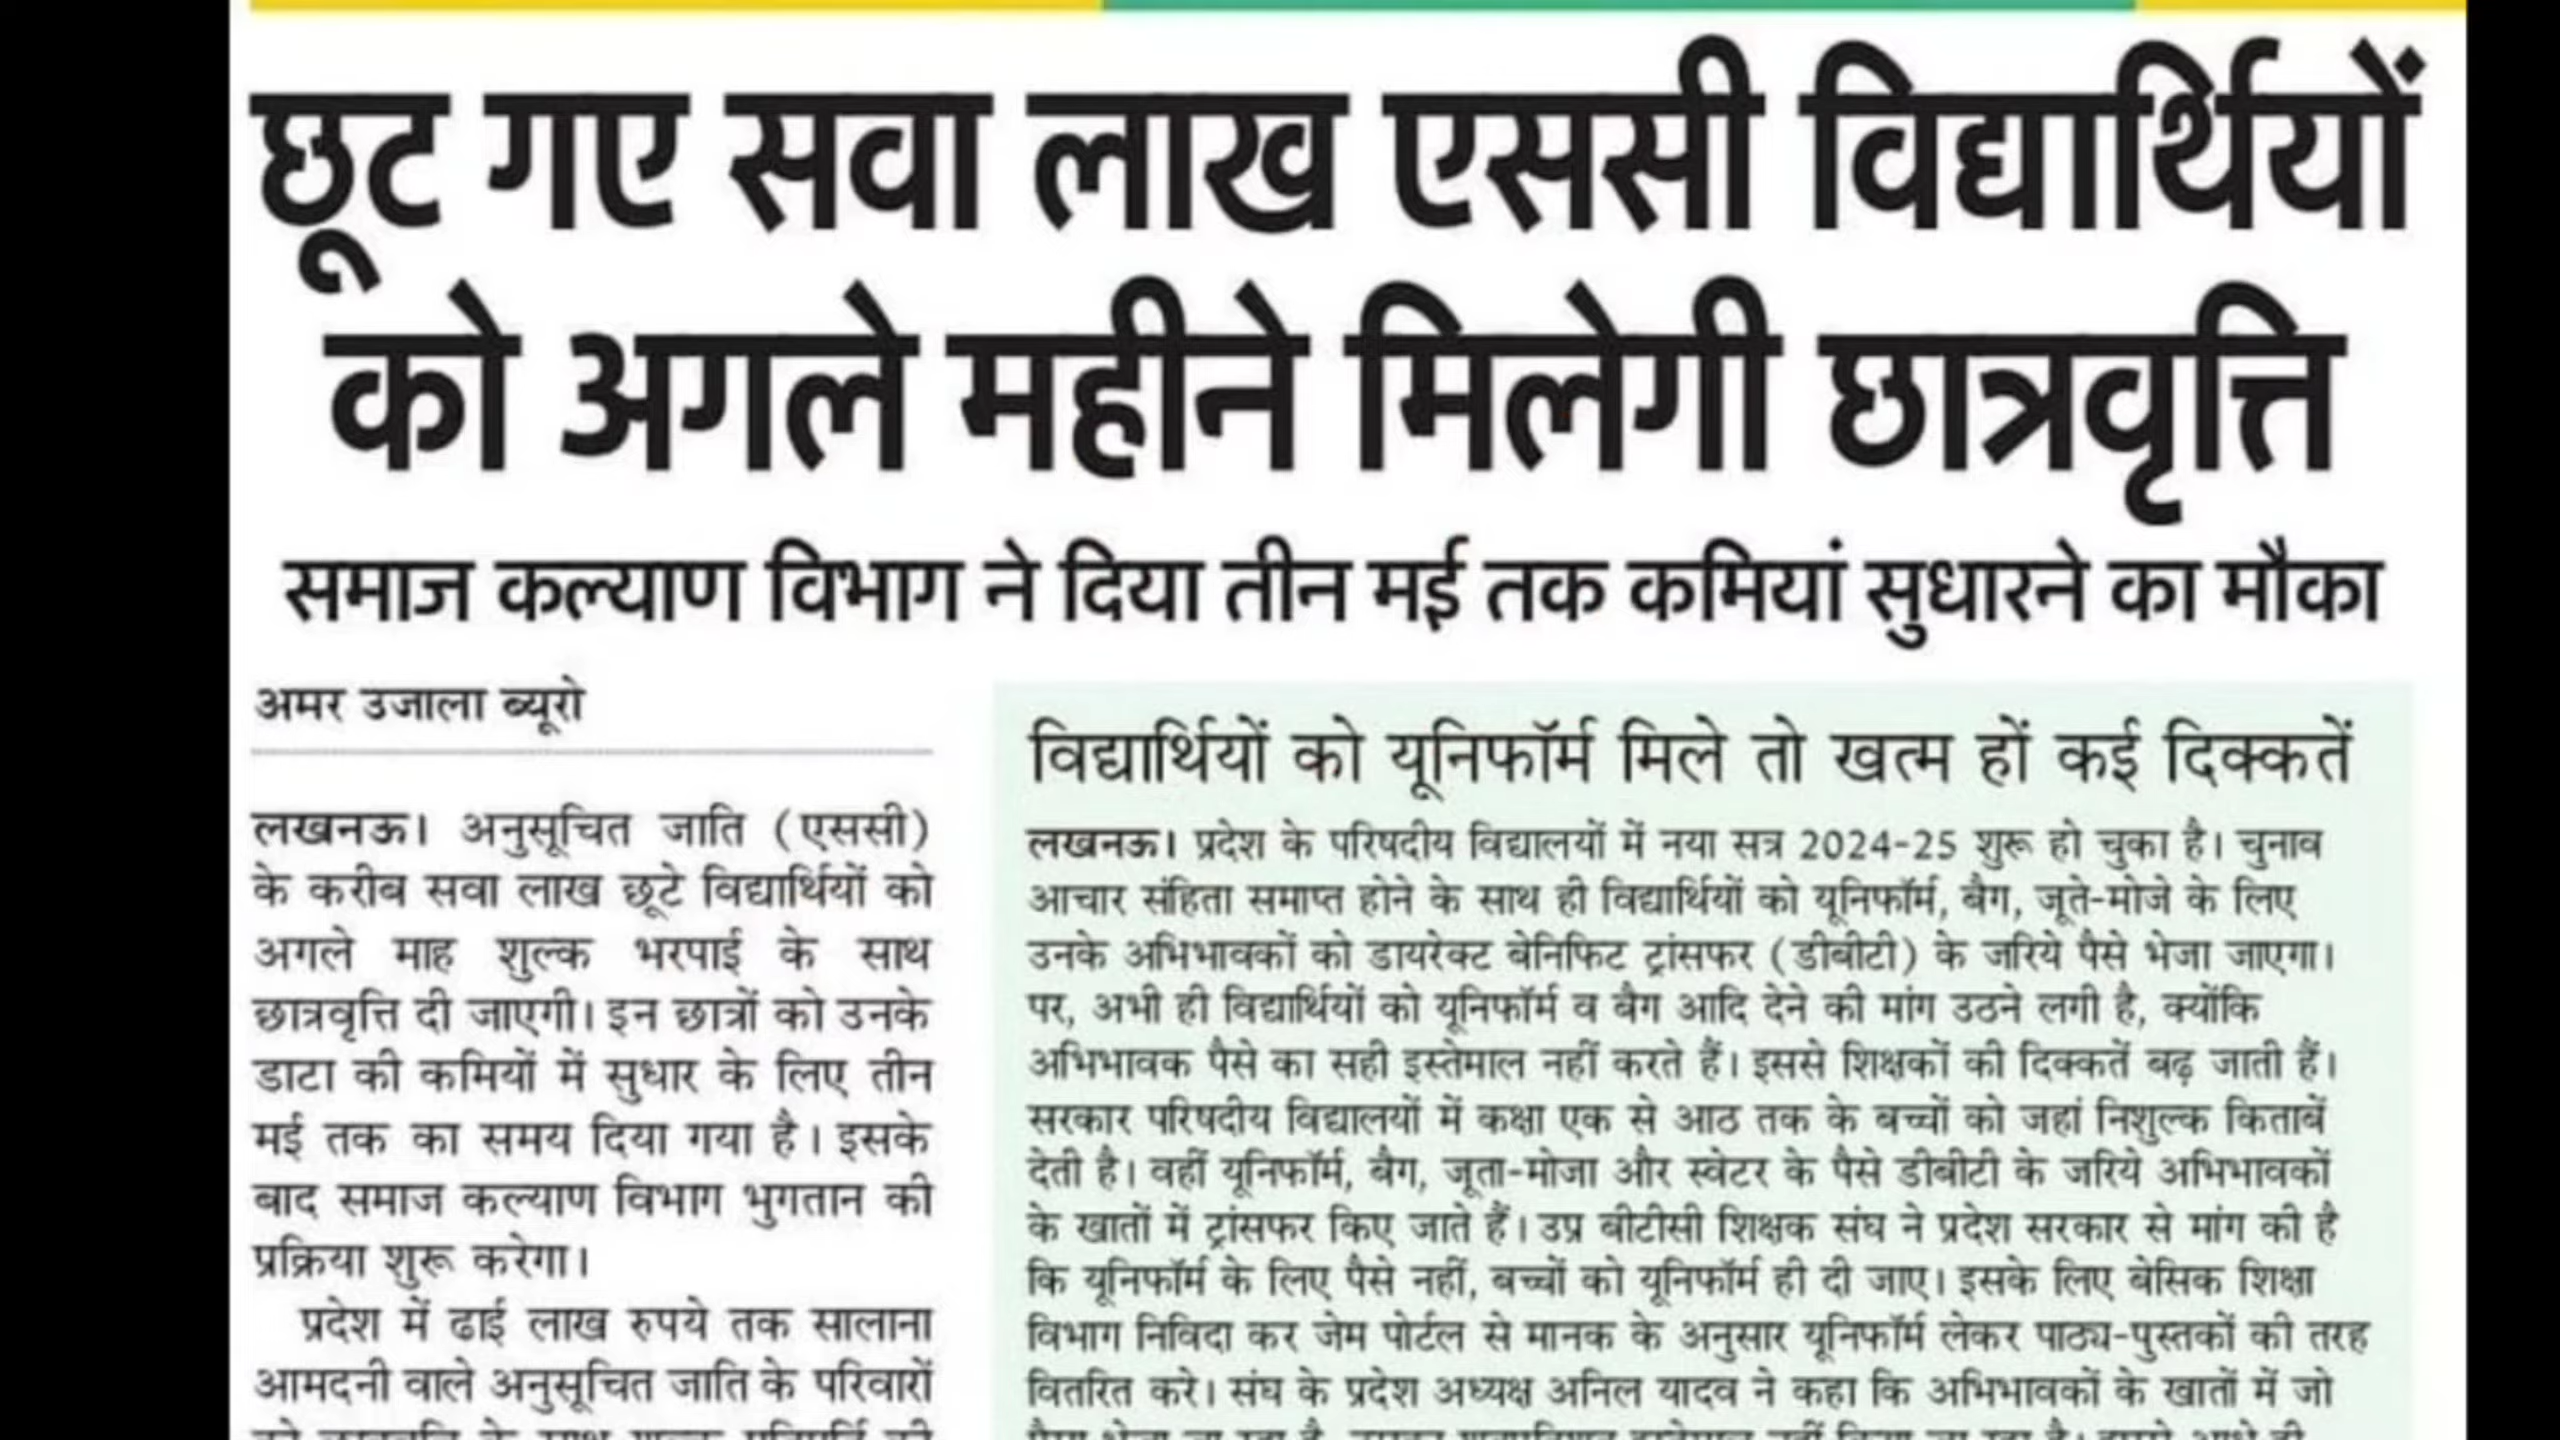 छूट गए सवा लाख एससी विद्यार्थियों
को अगले महीने मिलेगी छात्रवृत्ति
समाज कल्याण विभाग ने दिया तीन मई तक कमियां सुधारने का मौका
अमर उजाला ब्यूरो
लखनऊ। अनुसूचित जाति (एससी)
के करीब सवा लाख छूटे विद्यार्थियों को
अगले माह शुल्क भरपाई के साथ
छात्रवृत्ति दी जाएगी। इन छात्रों को उनके
डाटा की कमियों में सुधार के लिए तीन
मई तक का समय दिया गया है। इसके
बाद समाज कल्याण विभाग भुगतान की
प्रक्रिया शुरू करेगा।
प्रदेश में ढाई लाख रुपये तक सालाना
आमदनी वाले अनुसूचित जाति के परिवारों
विद्यार्थियों को यूनिफॉर्म मिले तो खत्म हों कई दिक्कतें
लखनऊ। प्रदेश के परिषदीय विद्यालयों में नया सत्र 2024-25 शुरू हो चुका है। चुनाव
आचार संहिता समाप्त होने के साथ ही विद्यार्थियों को यूनिफॉर्म, बैग, जूते-मोजे के लिए
उनके अभिभावकों को डायरेक्ट बेनिफिट ट्रांसफर (डीबीटी) के जरिये पैसे भेजा जाएगा।
पर, अभी ही विद्यार्थियों को यूनिफॉर्म व बैग आदि देने की मांग उठने लगी है, क्योंकि
अभिभावक पैसे का सही इस्तेमाल नहीं करते हैं। इससे शिक्षकों की दिक्कतें बढ़ जाती हैं।
सरकार परिषदीय विद्यालयों में कक्षा एक से आठ तक के बच्चों को जहां निशुल्क किताबें
देती है। वहीं यूनिफॉर्म, बैग, जूता-मोजा और स्वेटर के पैसे डीबीटी के जरिये अभिभावकों
के खातों में ट्रांसफर किए जाते हैं। उप्र बीटीसी शिक्षक संघ ने प्रदेश सरकार से मांग की है
कि यूनिफॉर्म के लिए पैसे नहीं, बच्चों को यूनिफॉर्म ही दी जाए। इसके लिए बेसिक शिक्षा
विभाग निविदा कर जेम पोर्टल से मानक के अनुसार यूनिफॉर्म लेकर पाठ्य-पुस्तकों की तरह
वितरित करे। संघ के प्रदेश अध्यक्ष अनिल यादव ने कहा कि अभिभावकों के खातों में जो